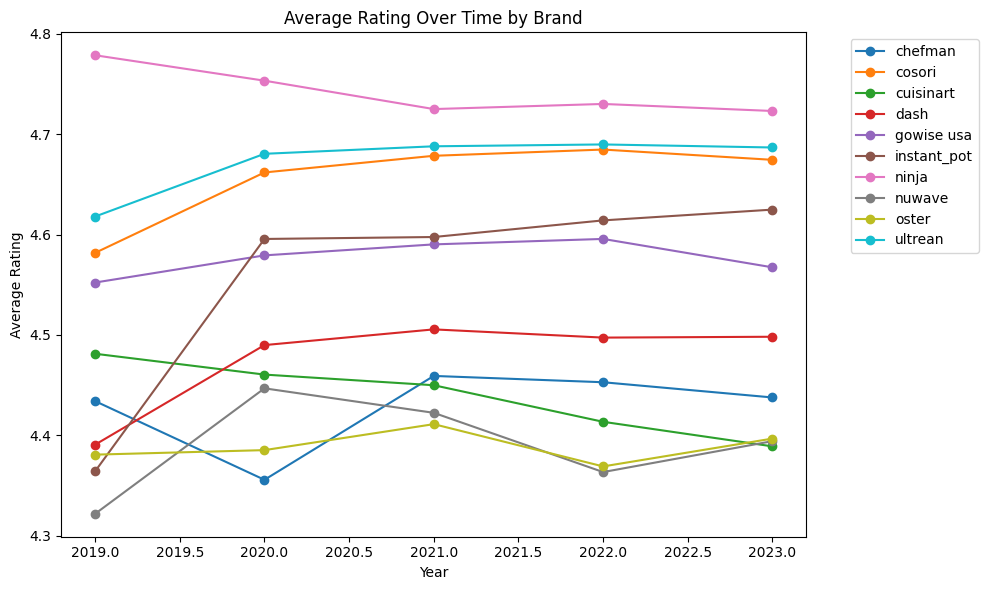 Average Rating Over Time by Brand
4.8
4.7
4.6
4.5
4.4
4.3
Average Rating
2019.0 2019.5 2020.0 2020.5 2021.0 2021.5 2022.0 2022.5 2023.0
Year
chefman
cosori
cuisinart
dash
gowise usa
instant_pot
ninja
nuwave
oster
ultrean